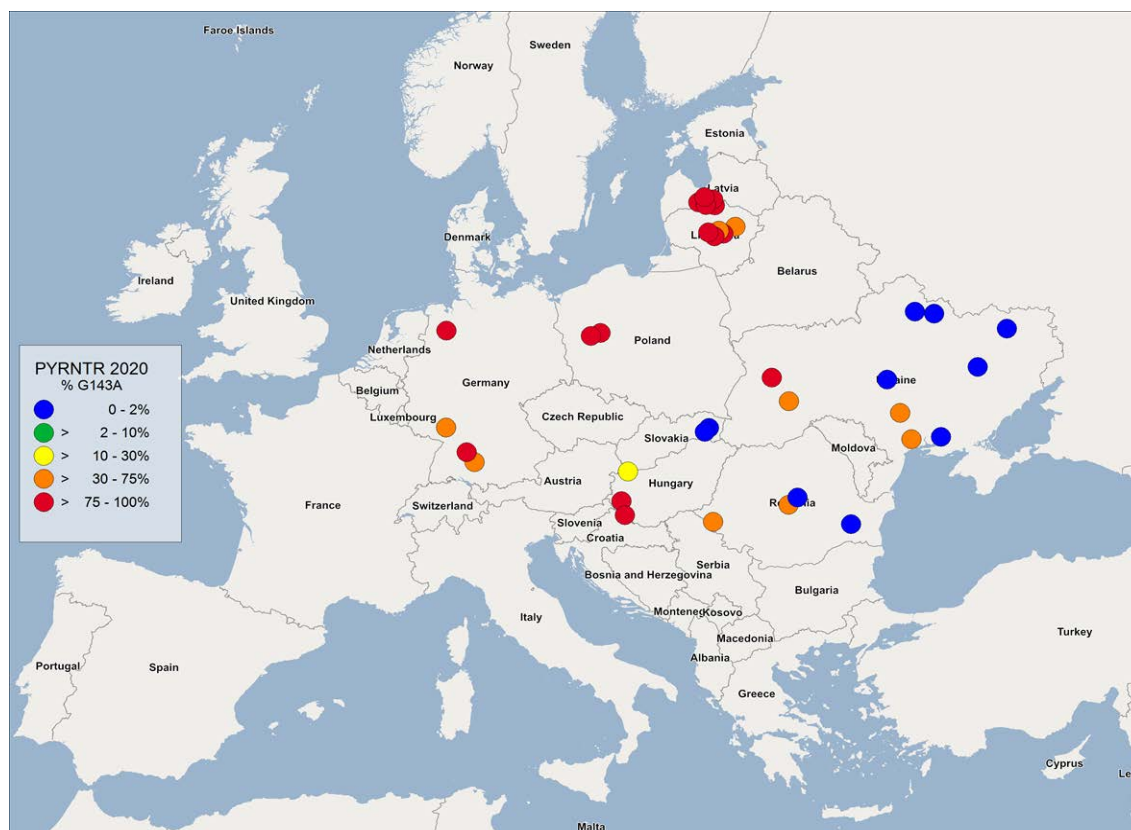 Faroe Islands
Sweden
Norway
Estonia
Latvia
Denmark
Belarus
Ireland
United Kingdom
Netherlands
Poland
PYRNTR 2020
% G143A
0 - 2%
> 2 - 10%
> 10 - 30%
> 30 - 75%
> 75 - 100%
Germany
Belgium
Luxembourg
Czech Republic
Slovakia
Moldova
Austria
Hungary
France
Switzerland
Slovenia
Croatia
Serbia
Bosnia and Herzegovina
Bulgaria
Kosovo
Italy
Macedonia
Albania
Turkey
Portugal
Spain
Greece
Cyprus
Malta